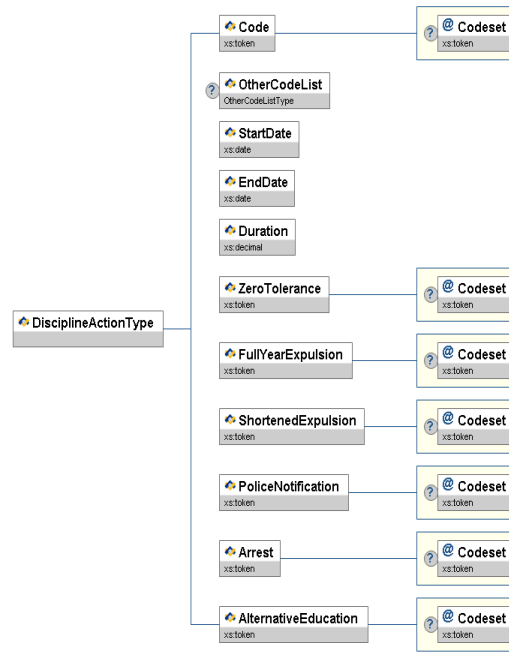 Code
xs:token
? @ Codeset
xs:token
? OtherCodeList
OtherCodeListType
StartDate
xs:date
EndDate
xs:date
Duration
xs:decimal
ZeroTolerance
xs:token
? @ Codeset
xs:token
DisciplineActionType
FullYearExpulsion
xs:token
? @ Codeset
xs:token
ShortenedExpulsion
xs:token
? @ Codeset
xs:token
PoliceNotification
xs:token
? @ Codeset
xs:token
Arrest
xs:token
? @ Codeset
xs:token
AlternativeEducation
xs:token
? @ Codeset
xs:token